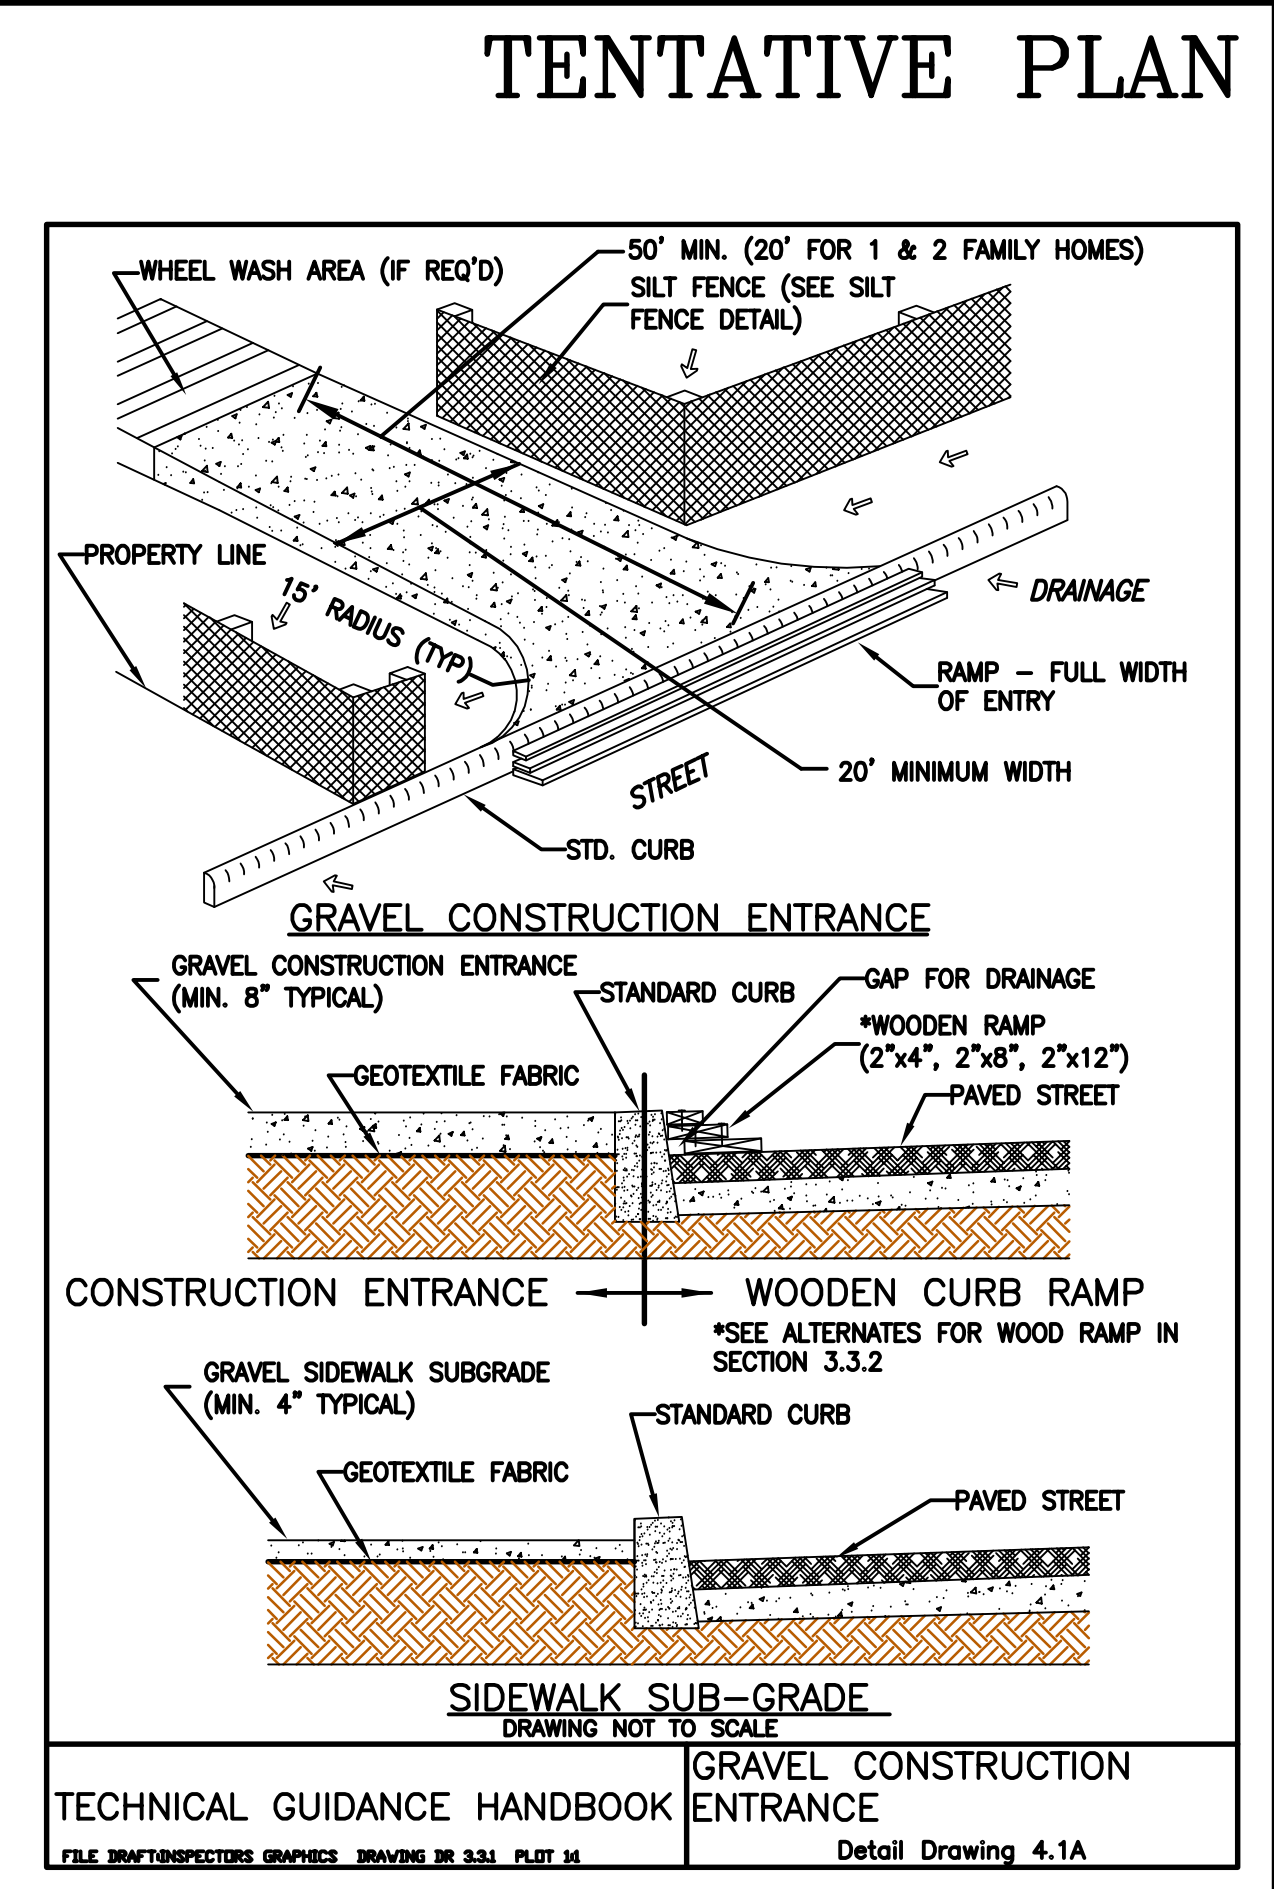 TENTATIVE PLAN
WHEEL WASH AREA (IF REQ'D)
50' MIN. (20' FOR 1 & 2 FAMILY HOMES)
SILT FENCE (SEE SILT
FENCE DETAIL)
PROPERTY LINE
15' RADIUS (TYP)
DRAINAGE
RAMP – FULL WIDTH
OF ENTRY
20' MINIMUM WIDTH
STREET
STD. CURB
GRAVEL CONSTRUCTION ENTRANCE
GRAVEL CONSTRUCTION ENTRANCE
(MIN. 8" TYPICAL)
STANDARD CURB
GAP FOR DRAINAGE
*WOODEN RAMP
(2"x4", 2"x8", 2"x12")
GEOTEXTILE FABRIC
PAVED STREET
CONSTRUCTION ENTRANCE
WOODEN CURB RAMP
*SEE ALTERNATES FOR WOOD RAMP IN
SECTION 3.3.2
GRAVEL SIDEWALK SUBGRADE
(MIN. 4" TYPICAL)
STANDARD CURB
GEOTEXTILE FABRIC
PAVED STREET
SIDEWALK SUB–GRADE
DRAWING NOT TO SCALE
TECHNICAL GUIDANCE HANDBOOK
FILE DRAFT\INSPECTORS GRAPHICS DRAWING DR 3.3.1 PLOT 1:1
GRAVEL CONSTRUCTION
ENTRANCE
Detail Drawing 4.1A